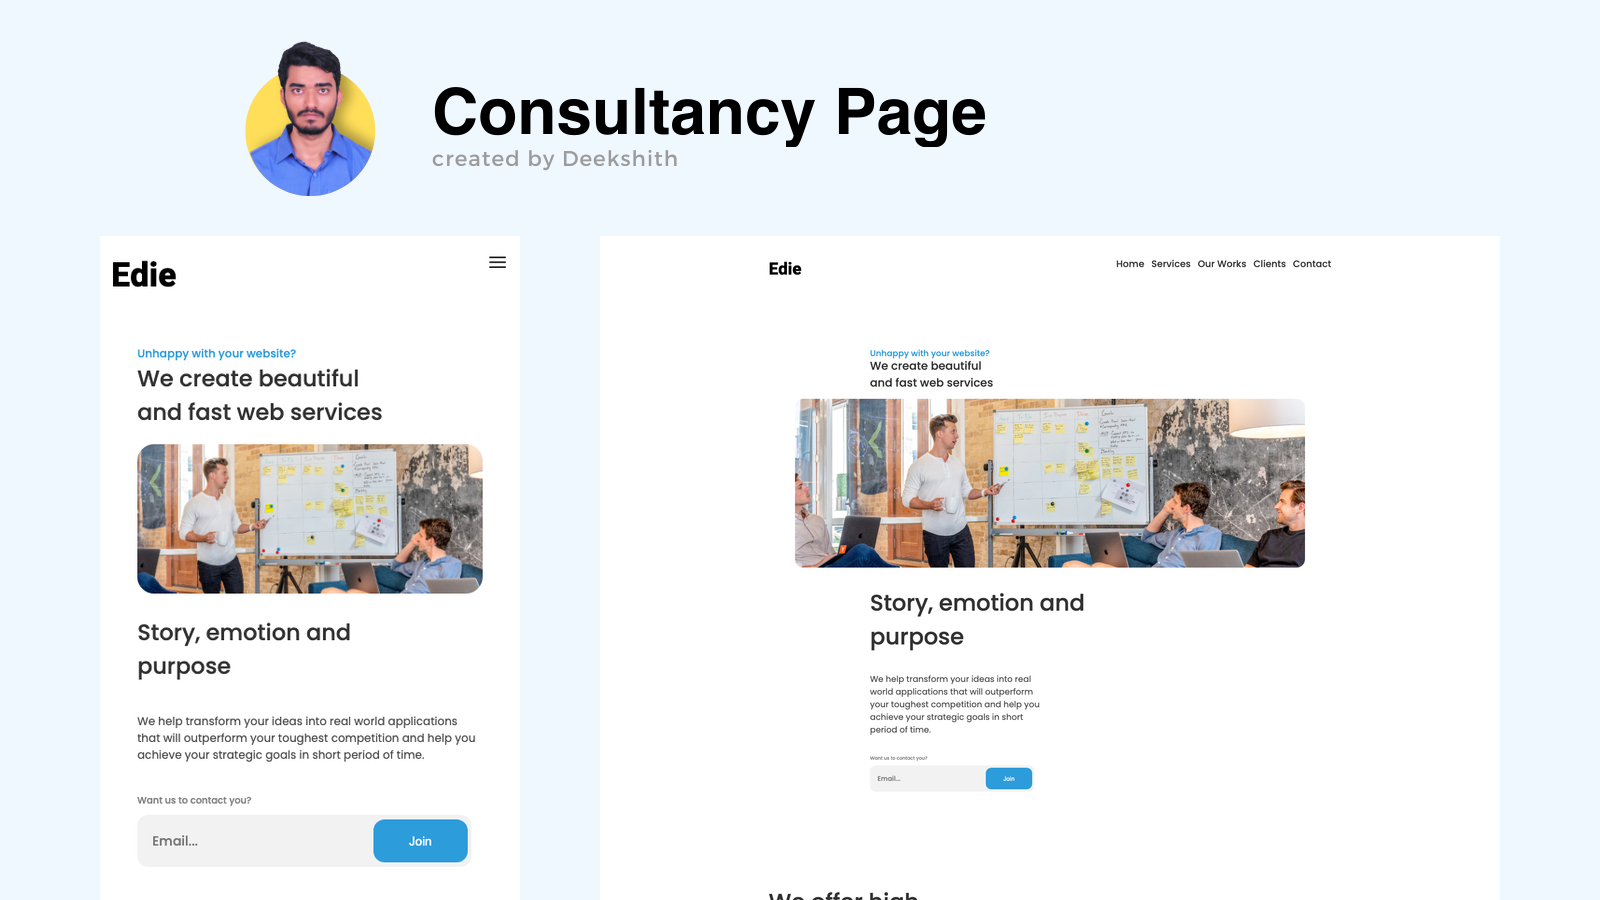 Consultancy Page
created by Deekshith
Edie
Unhappy with your website?
We create beautiful
and fast web services
Story, emotion and
purpose
We help transform your ideas into real world applications
that will outperform your toughest competition and help you
achieve your strategic goals in short period of time.
Want us to contact you?
Email...
Join
Edie
Home Services Our Works Clients Contact
Unhappy with your website?
We create beautiful
and fast web services
Story, emotion and
purpose
We help transform your ideas into real
world applications that will outperform
your toughest competition and help you
achieve your strategic goals in short
period of time.
Want us to contact you?
Email...
Join
We offer high